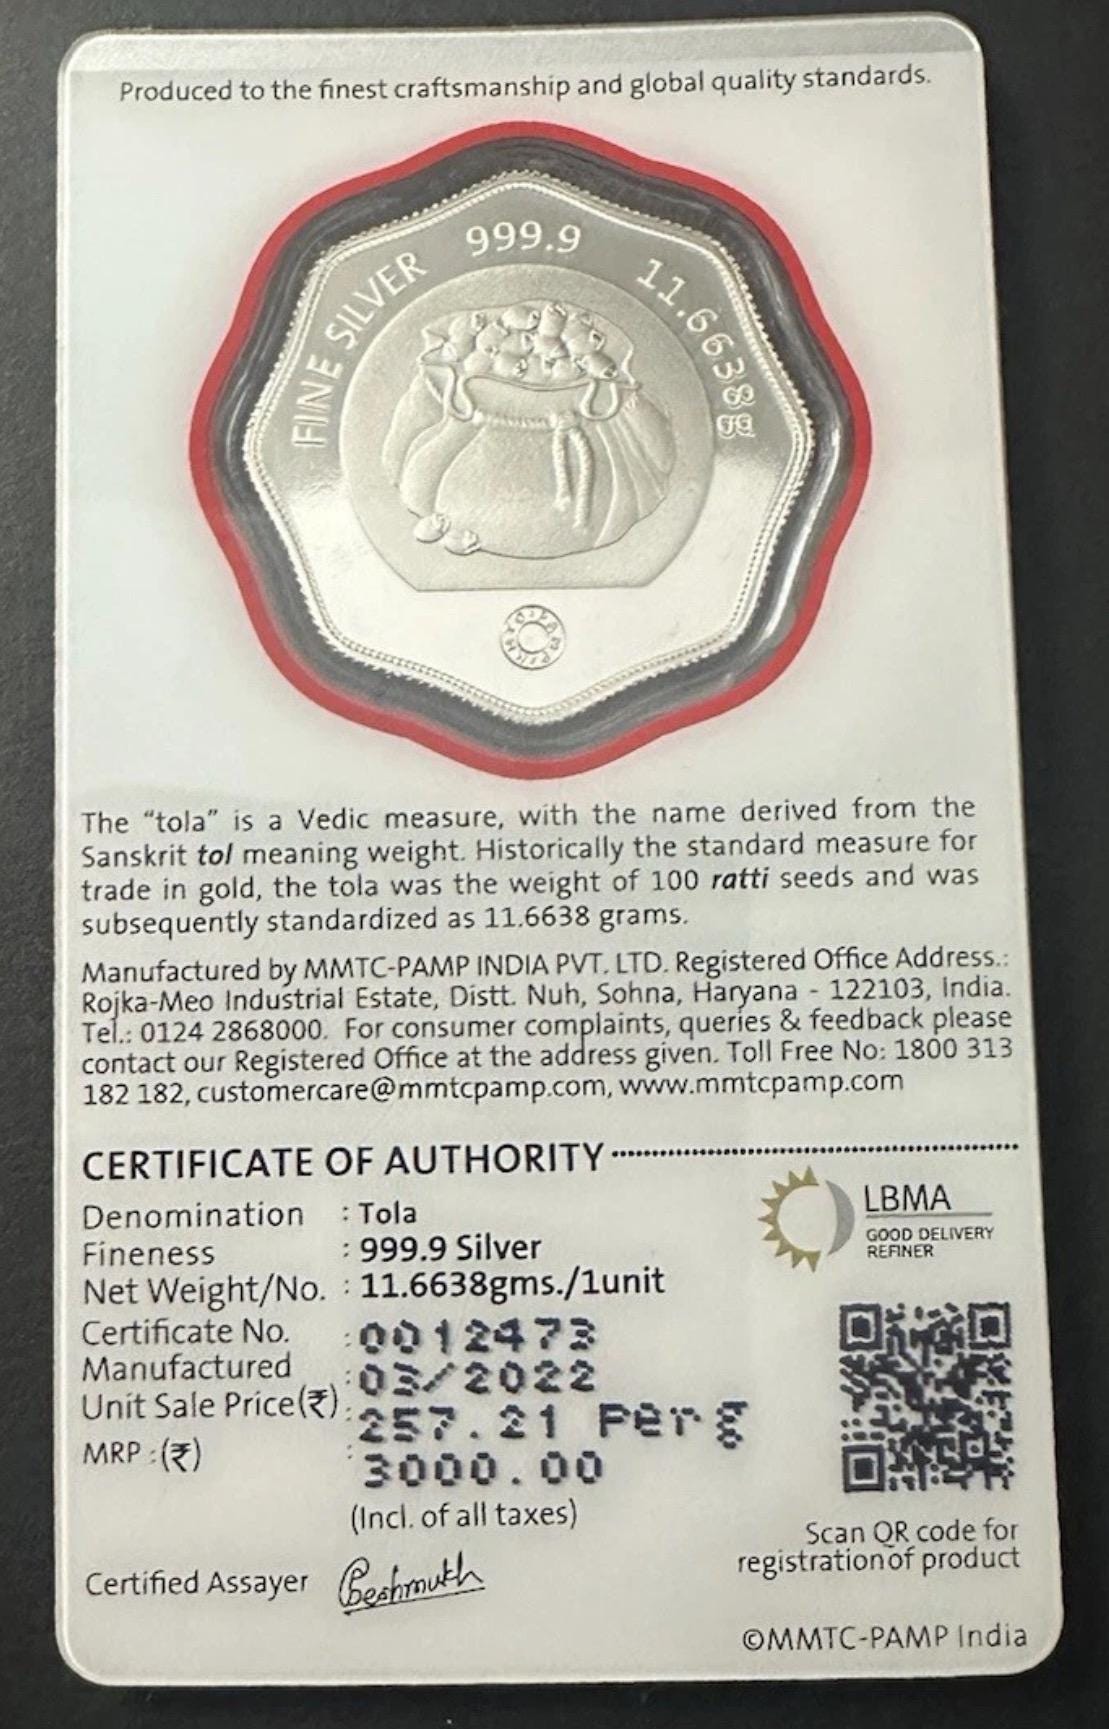 Produced to the finest craftsmanship and global quality standards.
FINE SILVER 999.9 11.6638g
MMTC-PAMP
The “tola” is a Vedic measure, with the name derived from the
Sanskrit tol meaning weight. Historically the standard measure for
trade in gold, the tola was the weight of 100 ratti seeds and was
subsequently standardized as 11.6638 grams.
Manufactured by MMTC-PAMP INDIA PVT. LTD. Registered Office Address.:
Rojka-Meo Industrial Estate, Distt. Nuh, Sohna, Haryana - 122103, India.
Tel.: 0124 2868000. For consumer complaints, queries & feedback please
contact our Registered Office at the address given. Toll Free No: 1800 313
182 182, customercare@mmtcpamp.com, www.mmtcpamp.com
CERTIFICATE OF AUTHORITY
Denomination : Tola
Fineness : 999.9 Silver
Net Weight/No. : 11.6638gms./1unit
Certificate No. : 0012473
Manufactured : 03/2022
Unit Sale Price(₹) : 257.21 Per g
MRP :(₹) : 3000.00
(Incl. of all taxes)
Certified Assayer
LBMA
GOOD DELIVERY
REFINER
Scan QR code for
registration of product
©MMTC-PAMP India